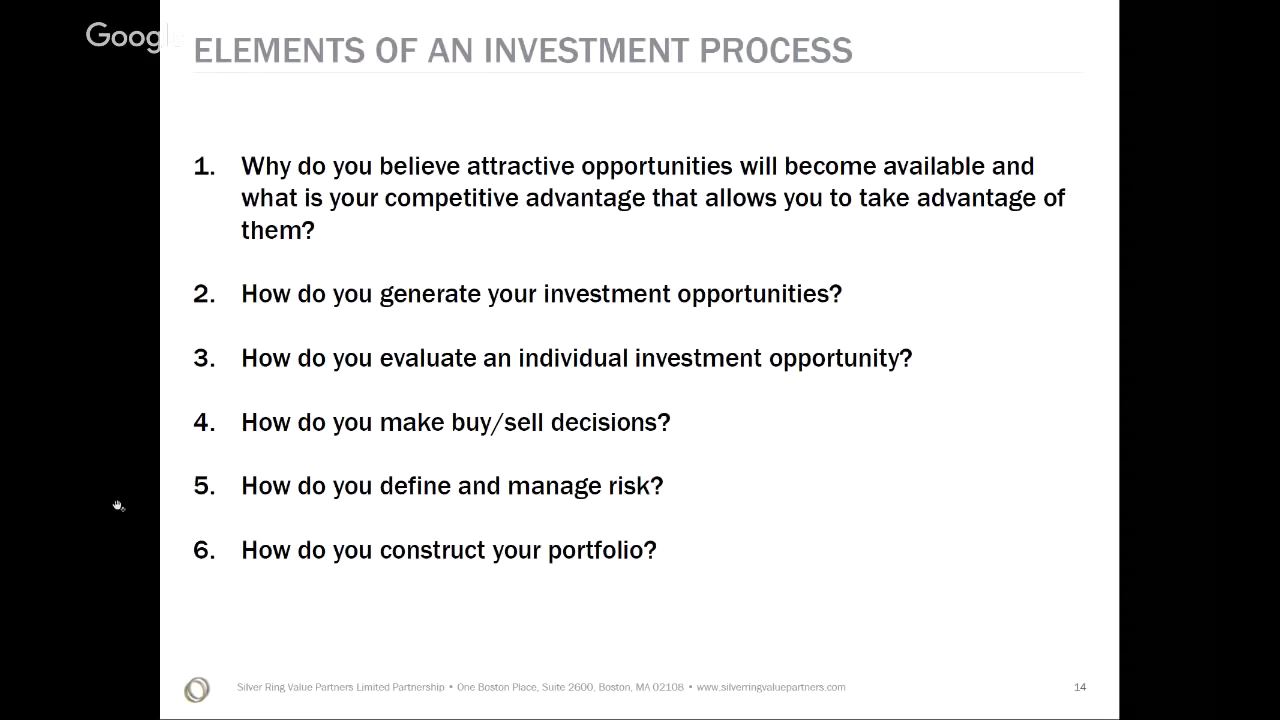 Google
ELEMENTS OF AN INVESTMENT PROCESS
1. Why do you believe attractive opportunities will become available and
what is your competitive advantage that allows you to take advantage of
them?
2. How do you generate your investment opportunities?
3. How do you evaluate an individual investment opportunity?
4. How do you make buy/sell decisions?
5. How do you define and manage risk?
6. How do you construct your portfolio?
Silver Ring Value Partners Limited Partnership • One Boston Place, Suite 2600, Boston, MA 02108 • www.silverringvaluepartners.com 14